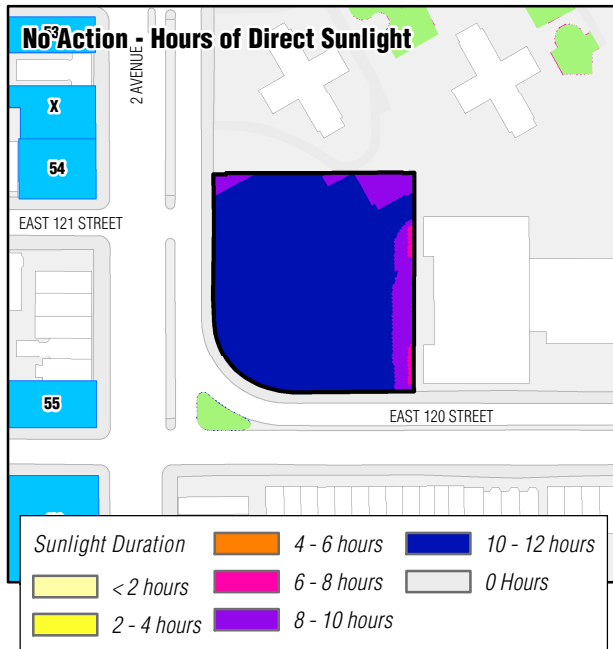 No Action - Hours of Direct Sunlight
53
2 AVENUE
X
54
EAST 121 STREET
55
EAST 120 STREET
Sunlight Duration
< 2 hours
2 - 4 hours
4 - 6 hours
6 - 8 hours
8 - 10 hours
10 - 12 hours
0 Hours